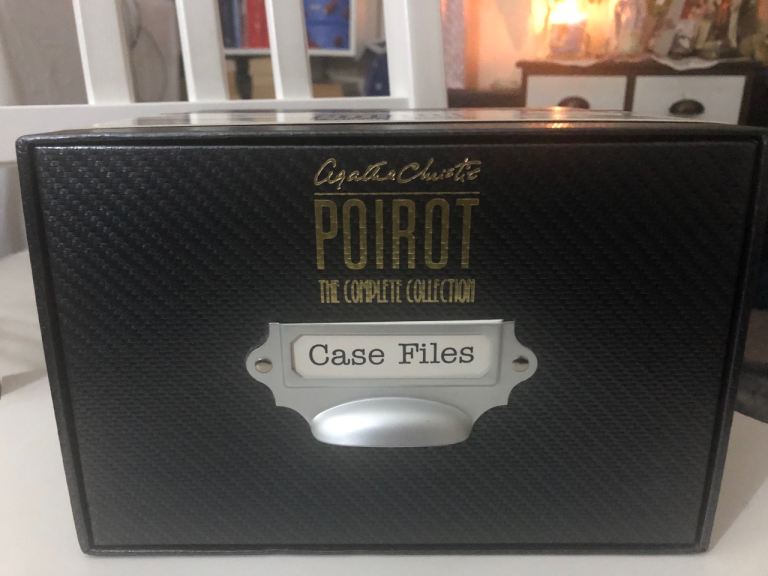 Agatha Christie
POIROT
THE COMPLETE COLLECTION
Case Files